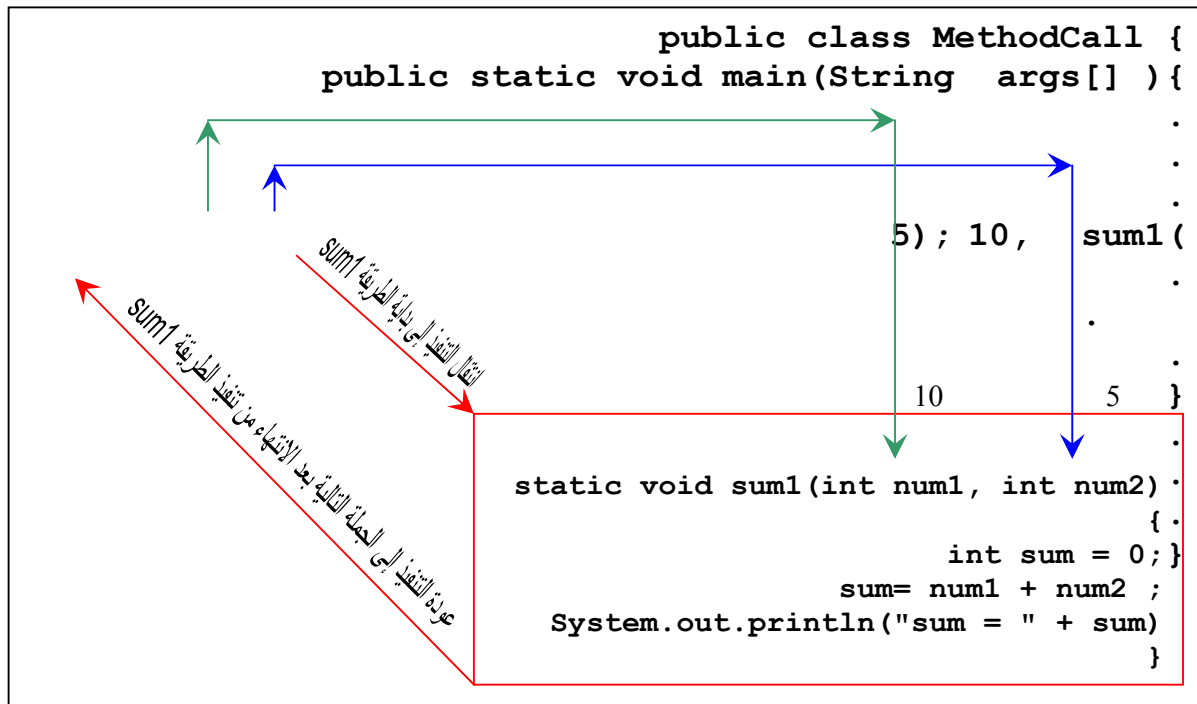 public class MethodCall {
public static void main(String args[] ){
.
.
.
5); 10, sum1(
.
.
.
}
انتقال التنفيذ إلى بداية الطريقة sum1
عودة التنفيذ إلى الجملة التالية بعد الانتهاء من تنفيذ الطريقة sum1
10 5
.
static void sum1(int num1, int num2) .
{ .
int sum = 0; }
sum= num1 + num2 ;
System.out.println("sum = " + sum)
}